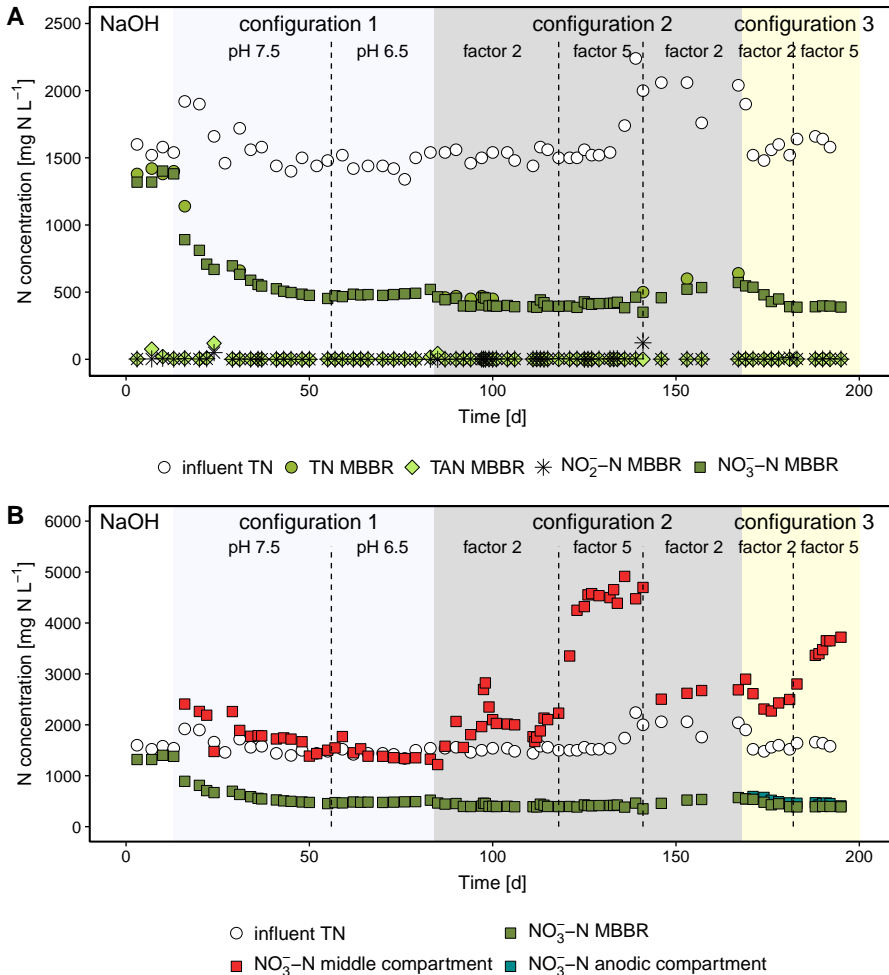 A
NaOH configuration 1 configuration 2 configuration 3
pH 7.5 pH 6.5 factor 2 factor 5 factor 2 factor 2 factor 5
2500
2000
1500
1000
500
0
N concentration [mg N L⁻¹]
0 50 100 150 200
Time [d]
influent TN TN MBBR TAN MBBR NO₂⁻–N MBBR NO₃⁻–N MBBR
B
NaOH configuration 1 configuration 2 configuration 3
pH 7.5 pH 6.5 factor 2 factor 5 factor 2 factor 2 factor 5
6000
5000
4000
3000
2000
1000
0
N concentration [mg N L⁻¹]
0 50 100 150 200
Time [d]
influent TN NO₃⁻–N MBBR
NO₃⁻–N middle compartment NO₃⁻–N anodic compartment